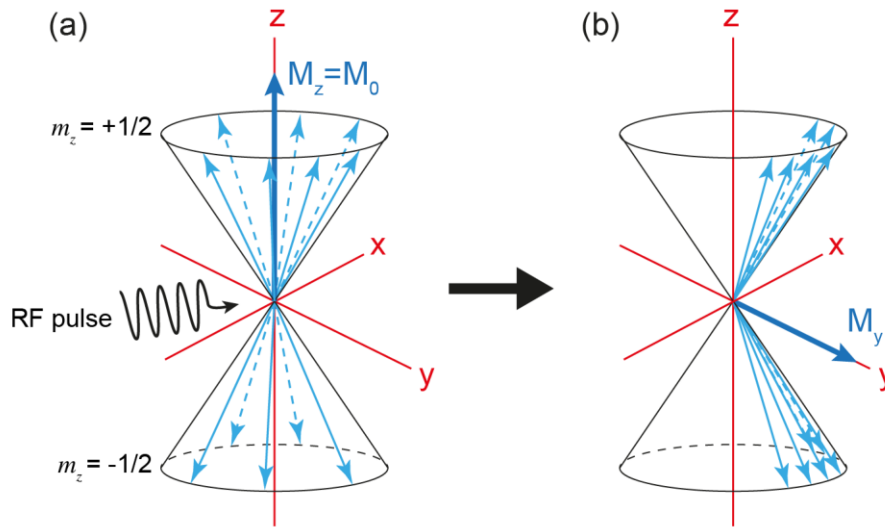 (a)
z
M_z=M_0
m_z = +1/2
x
RF pulse
y
m_z = -1/2
(b)
z
x
M_y
y